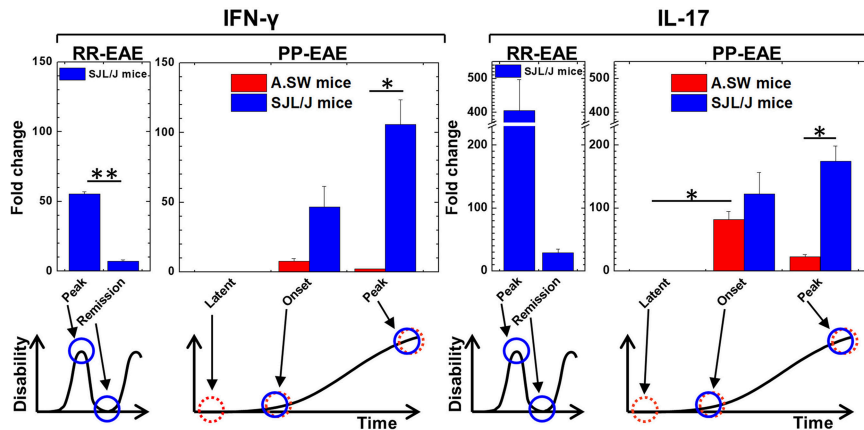 IFN-γ
RR-EAE
PP-EAE
SJL/J mice
A.SW mice
SJL/J mice
Fold change
150
100
50
0
150
100
50
0
**
*
Peak
Remission
Latent
Onset
Peak
Disability
Time
IL-17
RR-EAE
PP-EAE
SJL/J mice
A.SW mice
SJL/J mice
Fold change
500
400
200
100
0
500
400
200
100
0
*
*
Peak
Remission
Latent
Onset
Peak
Disability
Time